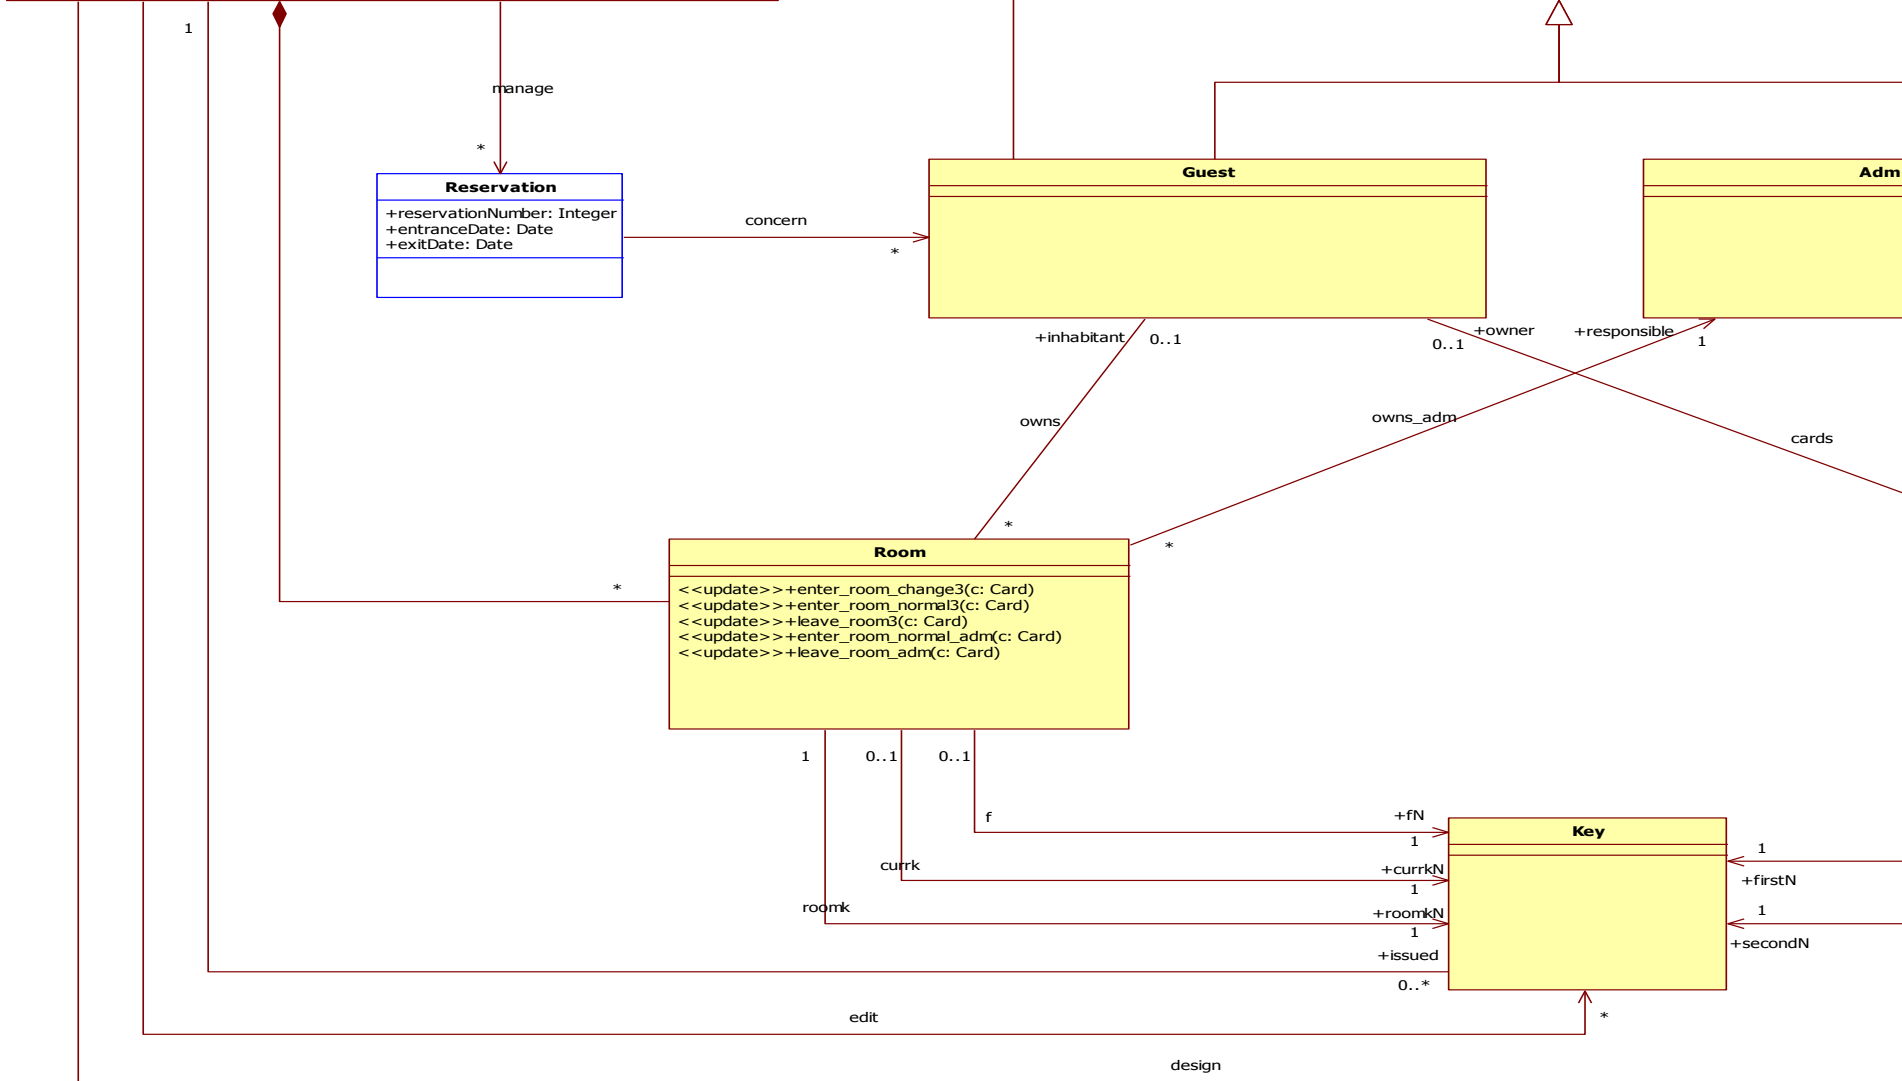 1
manage
*
Reservation
+reservationNumber: Integer
+entranceDate: Date
+exitDate: Date
concern
*
Guest
Adm
+inhabitant
0..1
+owner
0..1
+responsible
1
owns
owns_adm
cards
*
*
Room
*
<<update>>+enter_room_change3(c: Card)
<<update>>+enter_room_normal3(c: Card)
<<update>>+leave_room3(c: Card)
<<update>>+enter_room_normal_adm(c: Card)
<<update>>+leave_room_adm(c: Card)
1
0..1
0..1
f
+fN
1
Key
currk
+currkN
1
1
+firstN
roomk
+roomkN
1
1
+secondN
+issued
0..*
edit
*
design